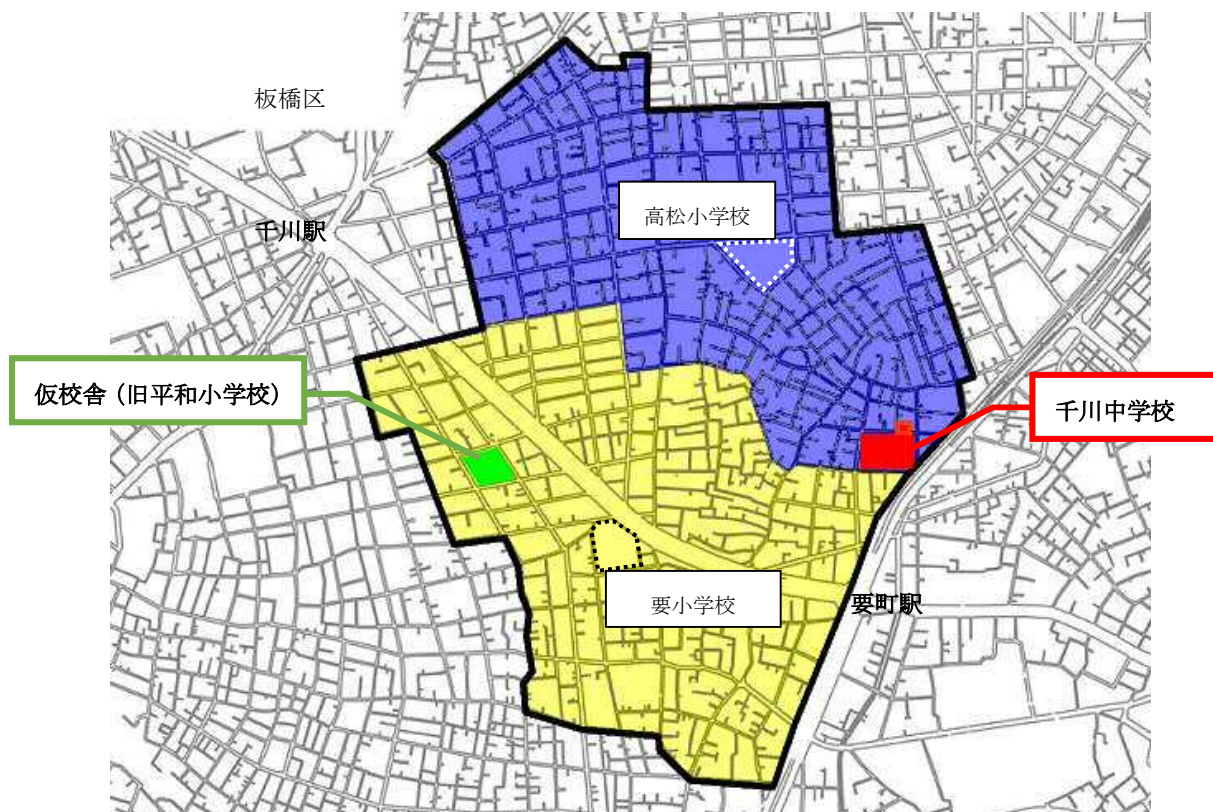 板橋区
高松小学校
千川駅
仮校舎（旧平和小学校）
千川中学校
要小学校
要町駅